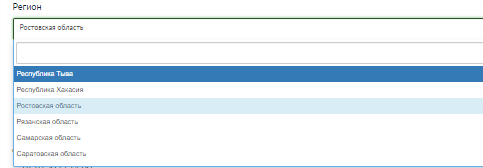 Регион
Ростовская область
Республика Тыва
Республика Хакасия
Ростовская область
Рязанская область
Самарская область
Саратовская область